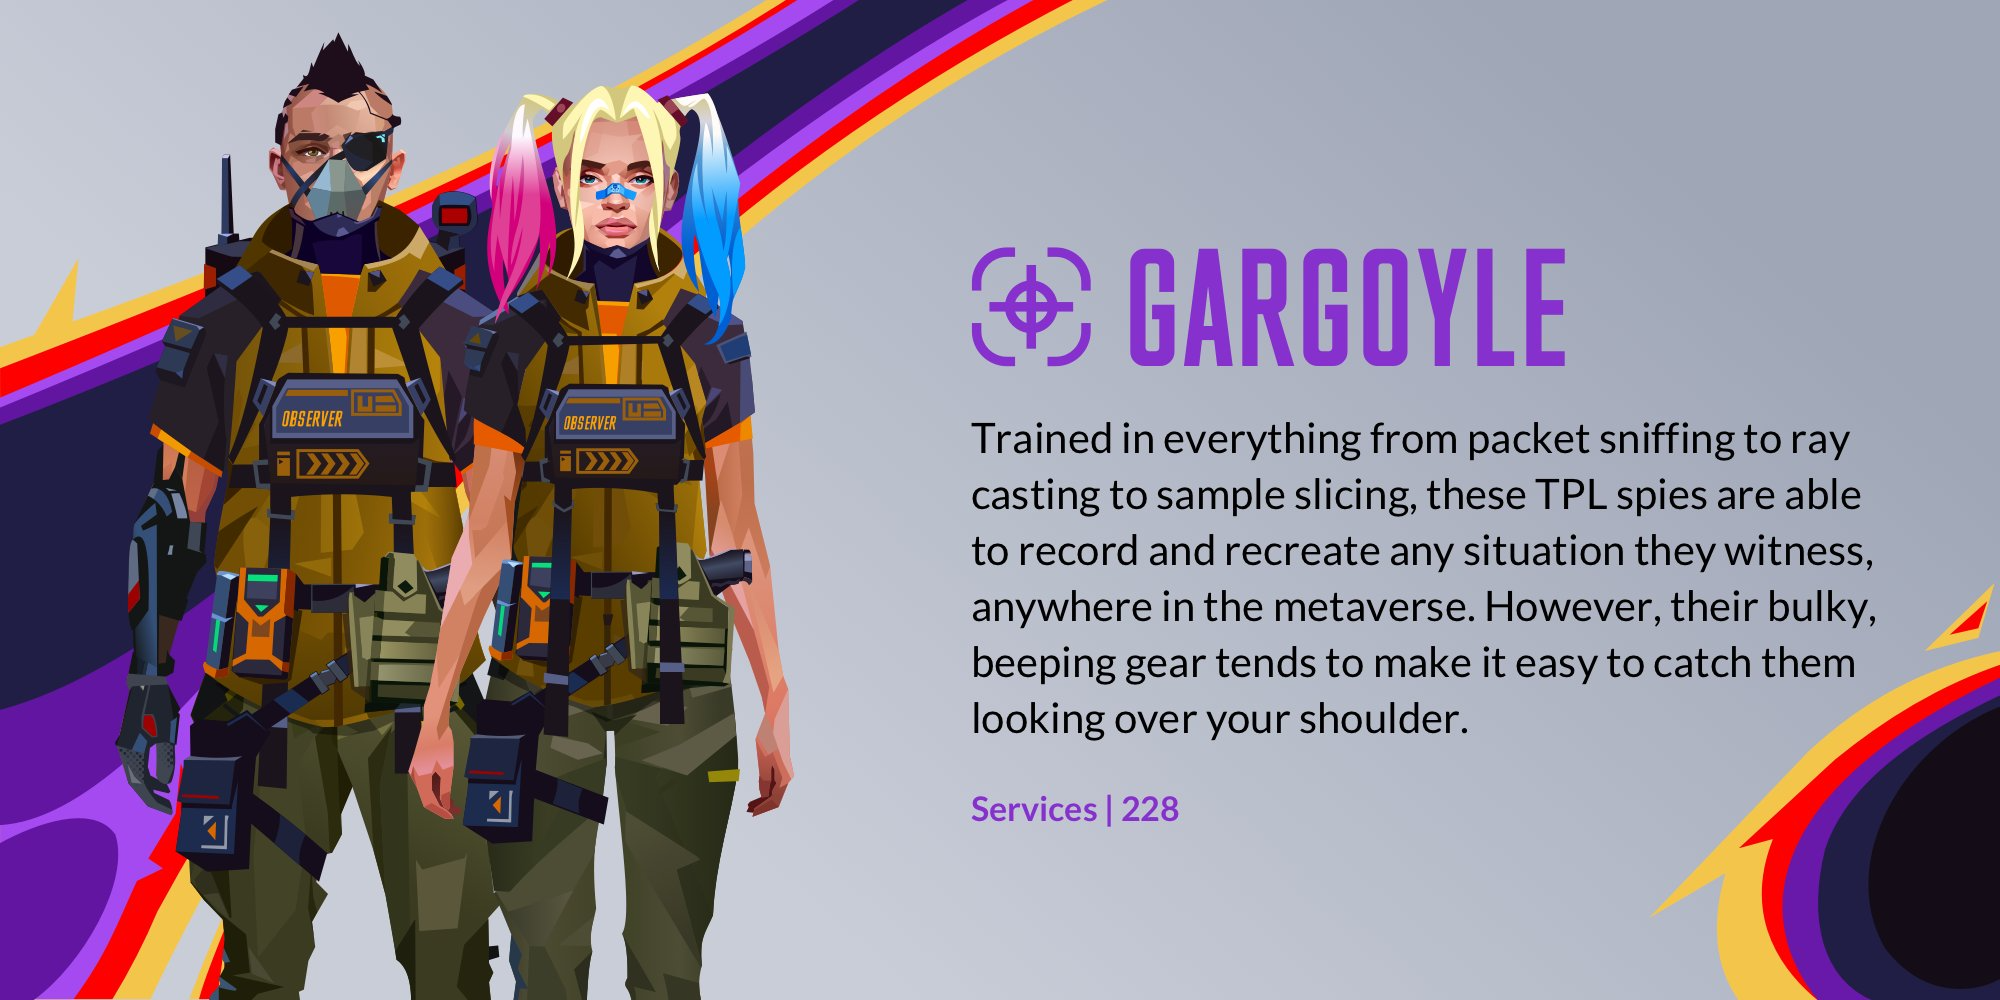 GARGOYLE
Trained in everything from packet sniffing to ray
casting to sample slicing, these TPL spies are able
to record and recreate any situation they witness,
anywhere in the metaverse. However, their bulky,
beeping gear tends to make it easy to catch them
looking over your shoulder.
Services | 228
OBSERVER
OBSERVER